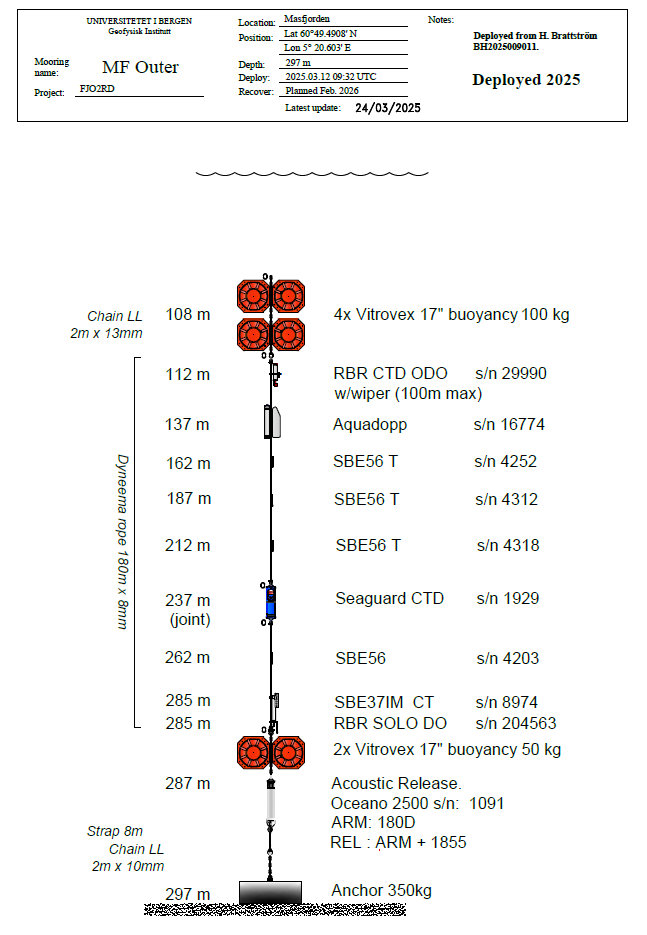 UNIVERSITETET I BERGEN
Geofysisk Institutt
Mooring name: MF Outer
Project: FJO2RD
Location: Masfjorden
Position: Lat 60°49.4908' N
Lon 5° 20.603' E
Depth: 297 m
Deploy: 2025.03.12 09:32 UTC
Recover: Planned Feb. 2026
Latest update: 24/03/2025
Notes:
Deployed from H. Brattström
BH2025009011.
Deployed 2025
Chain LL
2m x 13mm
108 m 4x Vitrovex 17" buoyancy 100 kg
112 m RBR CTD ODO s/n 29990
w/wiper (100m max)
137 m Aquadopp s/n 16774
162 m SBE56 T s/n 4252
187 m SBE56 T s/n 4312
Dyneema rope 180m x 8mm
212 m SBE56 T s/n 4318
237 m Seaguard CTD s/n 1929
(joint)
262 m SBE56 s/n 4203
285 m SBE37IM CT s/n 8974
285 m RBR SOLO DO s/n 204563
2x Vitrovex 17" buoyancy 50 kg
287 m Acoustic Release.
Oceano 2500 s/n: 1091
ARM: 180D
REL : ARM + 1855
Strap 8m
Chain LL
2m x 10mm
297 m Anchor 350kg